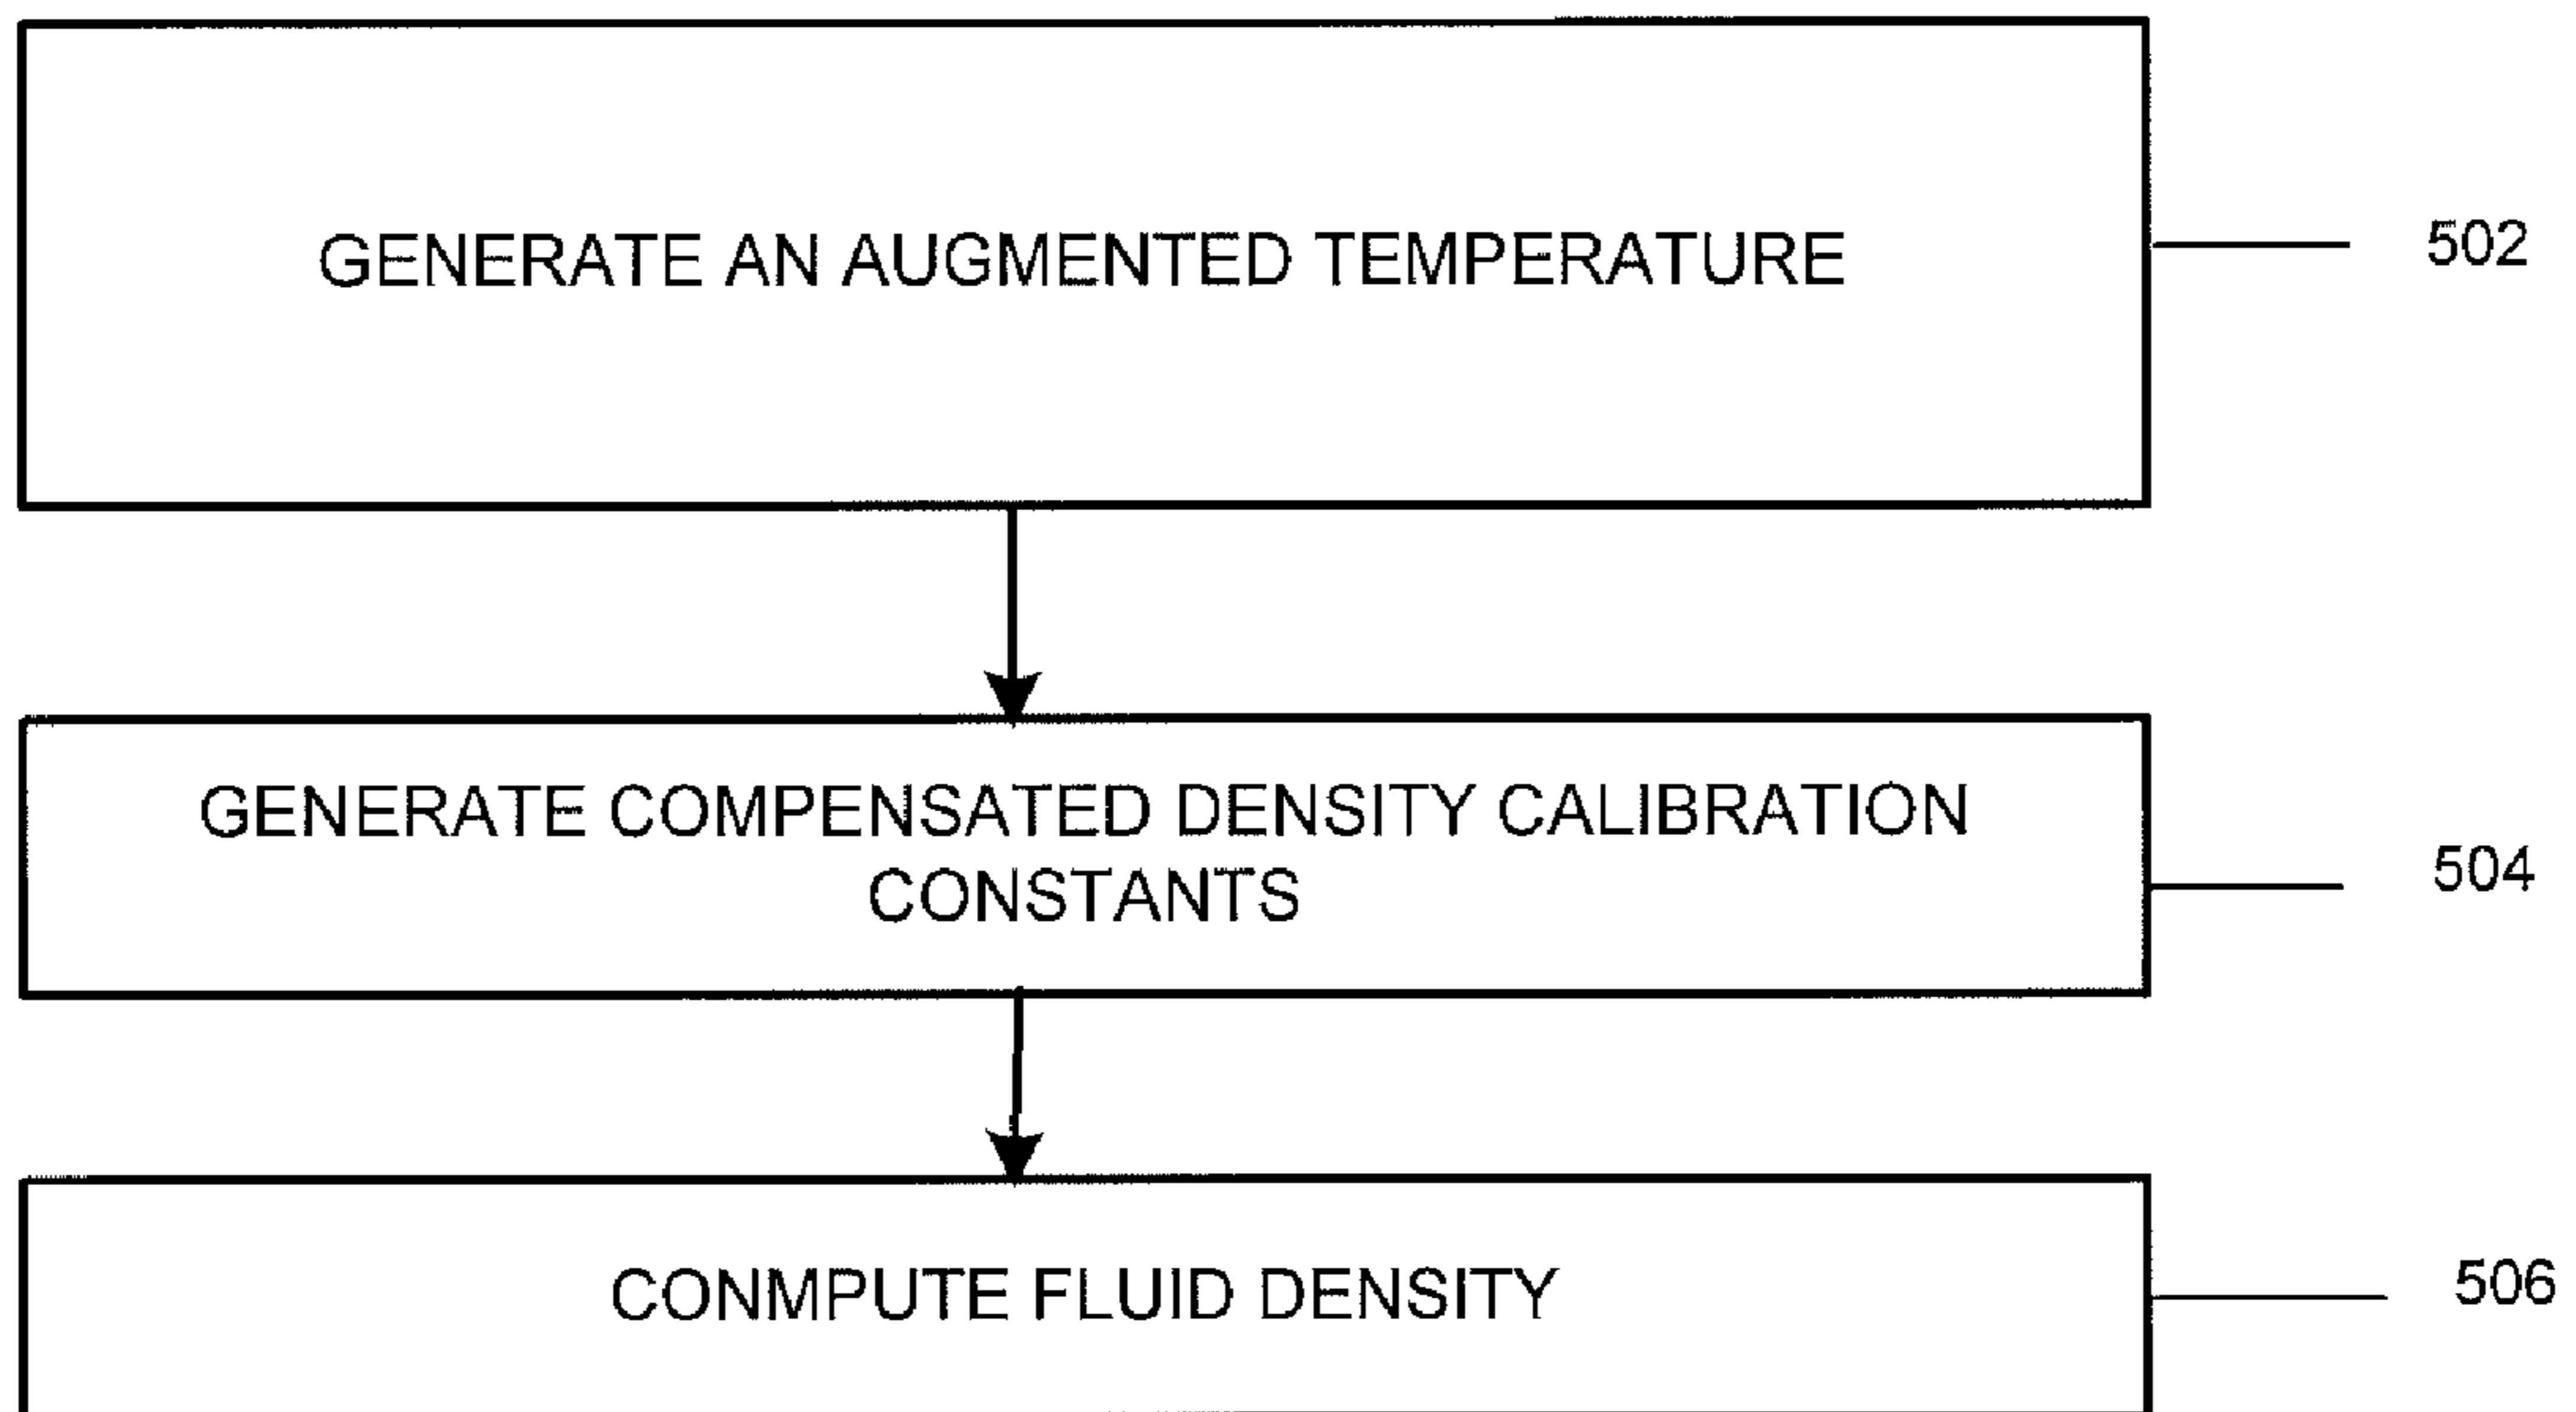 GENERATE AN AUGMENTED TEMPERATURE
502
GENERATE COMPENSATED DENSITY CALIBRATION
CONSTANTS
504
CONMPUTE FLUID DENSITY
506